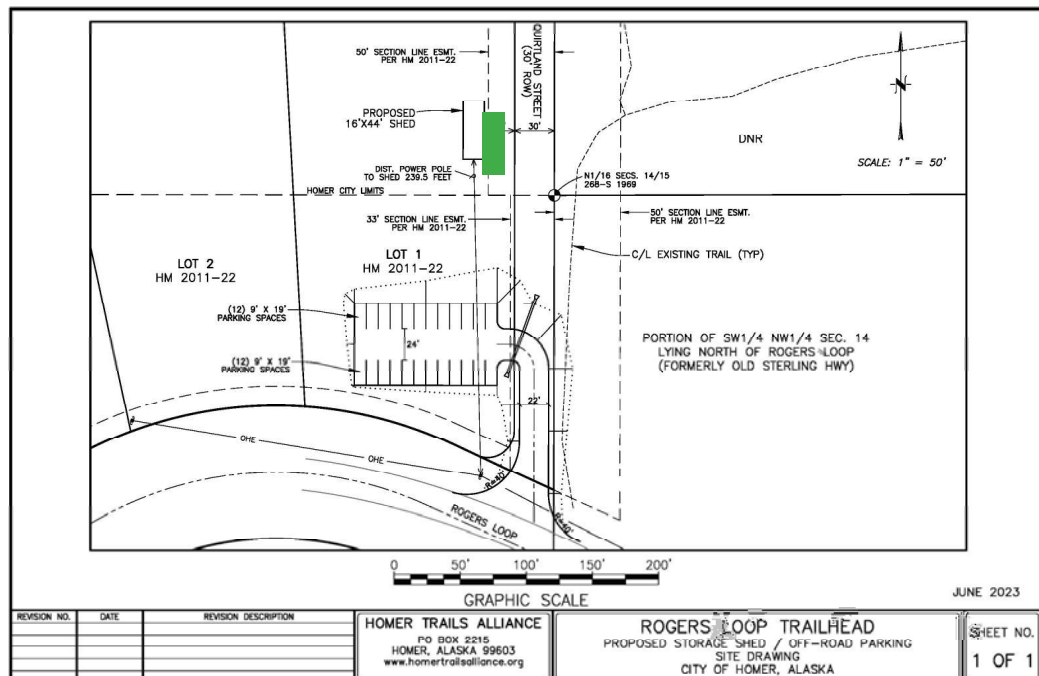 50' SECTION LINE ESMT.
PER HM 2011-22
QUIRTLAND STREET
(30' ROW)
PROPOSED
16'X44' SHED
30'
DNR
N
SCALE: 1" = 50'
DIST. POWER POLE
TO SHED 239.5 FEET
HOMER CITY LIMITS
N1/16 SECS. 14/15
268-S 1969
33' SECTION LINE ESMT.
PER HM 2011-22
50' SECTION LINE ESMT.
PER HM 2011-22
C/L EXISTING TRAIL (TYP)
LOT 2
HM 2011-22
LOT 1
HM 2011-22
(12) 9' X 19'
PARKING SPACES
24'
(12) 9' X 19'
PARKING SPACES
PORTION OF SW1/4 NW1/4 SEC. 14
LYING NORTH OF ROGERS LOOP
(FORMERLY OLD STERLING HWY)
22'
OHE
OHE
R=40'
R=40'
ROGERS LOOP
0 50' 100' 150' 200'
GRAPHIC SCALE
JUNE 2023
REVISION NO. DATE REVISION DESCRIPTION
HOMER TRAILS ALLIANCE
PO BOX 2215
HOMER, ALASKA 99603
www.homertrailsalliance.org
ROGERS LOOP TRAILHEAD
PROPOSED STORAGE SHED / OFF-ROAD PARKING
SITE DRAWING
CITY OF HOMER, ALASKA
SHEET NO.
1 OF 1